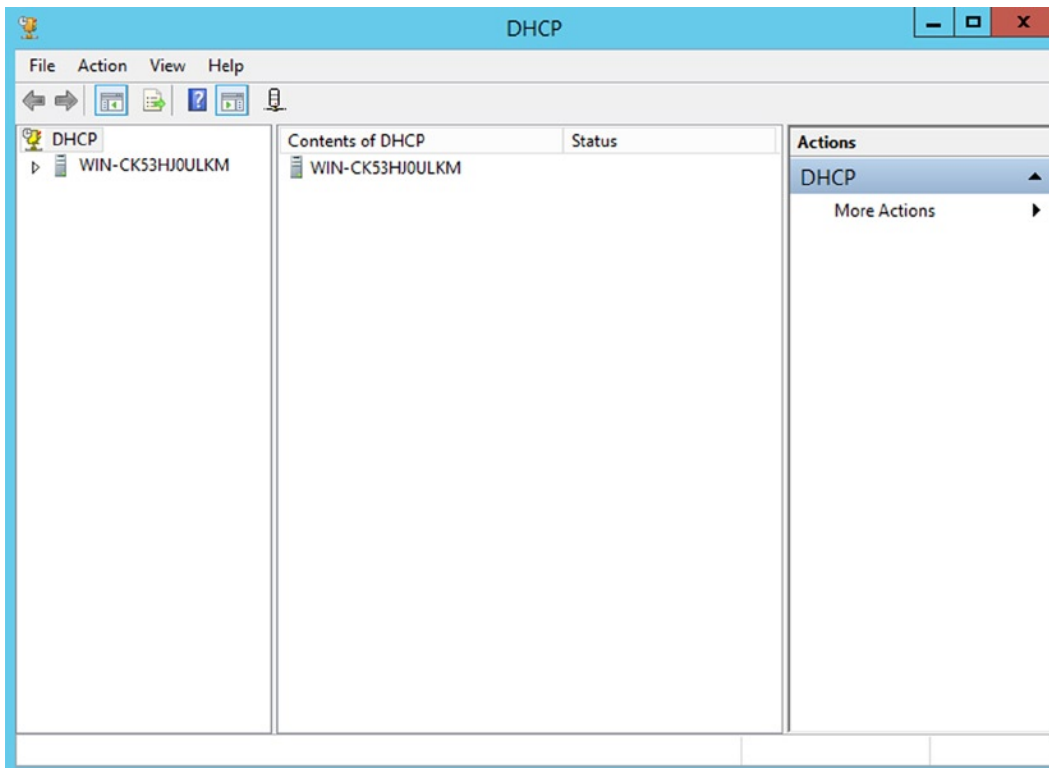 DHCP
File Action View Help
DHCP
WIN-CK53HJ0ULKM
Contents of DHCP Status
WIN-CK53HJ0ULKM
Actions
DHCP
More Actions